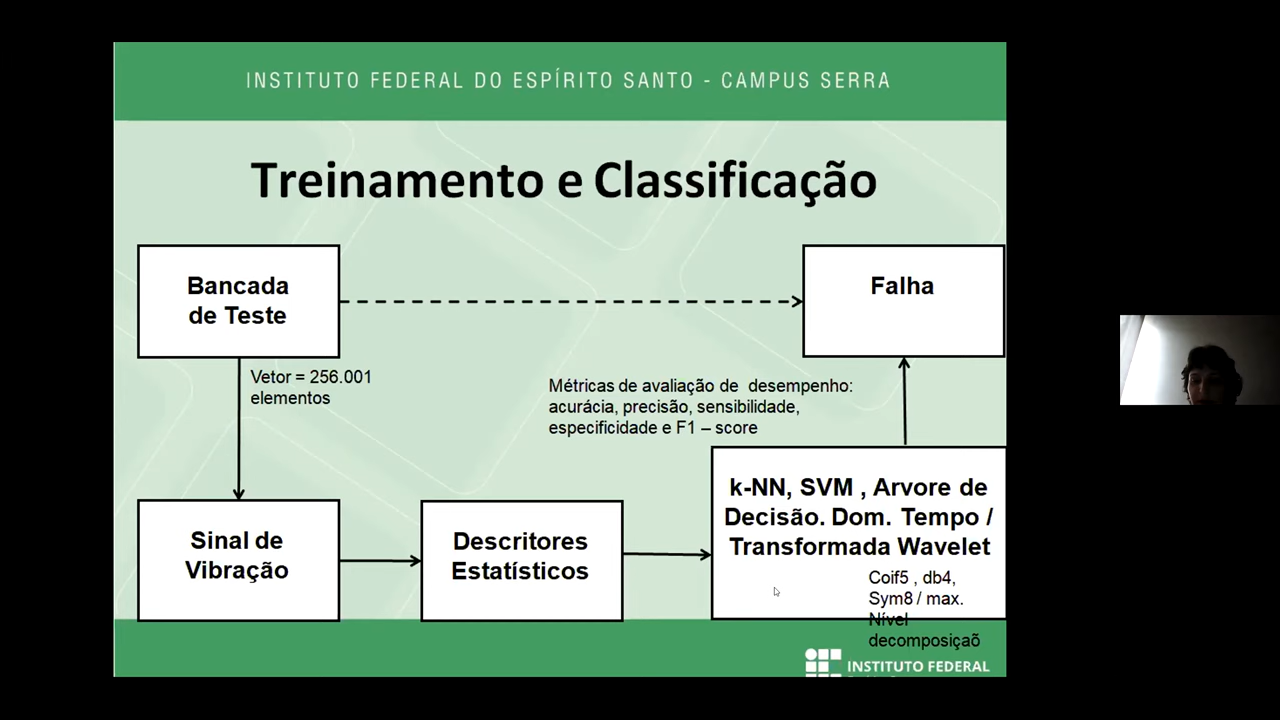 INSTITUTO FEDERAL DO ESPÍRITO SANTO - CAMPUS SERRA
Treinamento e Classificação
Bancada
de Teste
Falha
Vetor = 256.001
elementos
Métricas de avaliação de desempenho:
acurácia, precisão, sensibilidade,
especificidade e F1 – score
Sinal de
Vibração
Descritores
Estatísticos
k-NN, SVM , Arvore de
Decisão. Dom. Tempo /
Transformada Wavelet
Coif5 , db4,
Sym8 / max.
Nível
decomposiçaõ
INSTITUTO FEDERAL